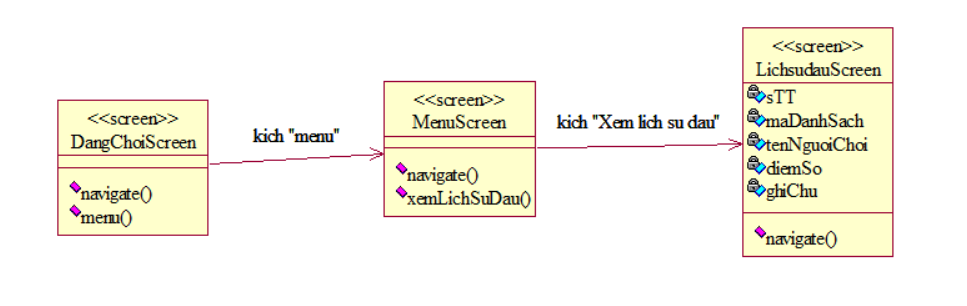 <<screen>>
DangChoiScreen
navigate()
menu()
kich "menu"
<<screen>>
MenuScreen
navigate()
xemLichSuDau()
kich "Xem lich su dau"
<<screen>>
LichsudauScreen
sTT
maDanhSach
tenNguoiChoi
diemSo
ghiChu
navigate()